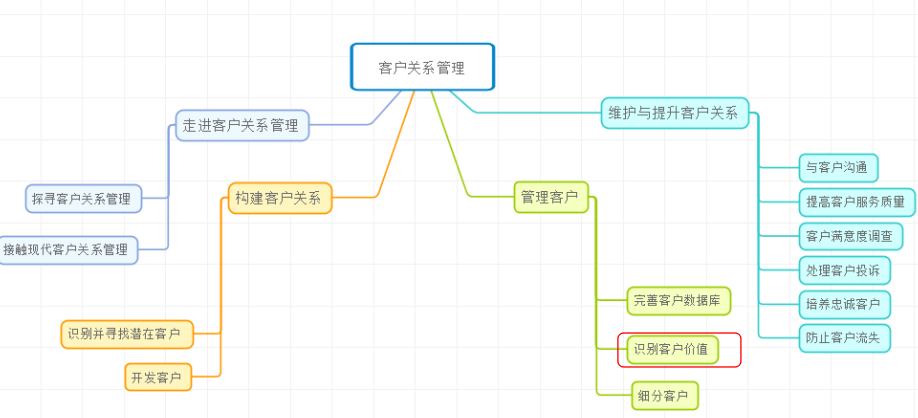 客户关系管理
走进客户关系管理
探寻客户关系管理
接触现代客户关系管理
构建客户关系
识别并寻找潜在客户
开发客户
管理客户
完善客户数据库
识别客户价值
细分客户
维护与提升客户关系
与客户沟通
提高客户服务质量
客户满意度调查
处理客户投诉
培养忠诚客户
防止客户流失